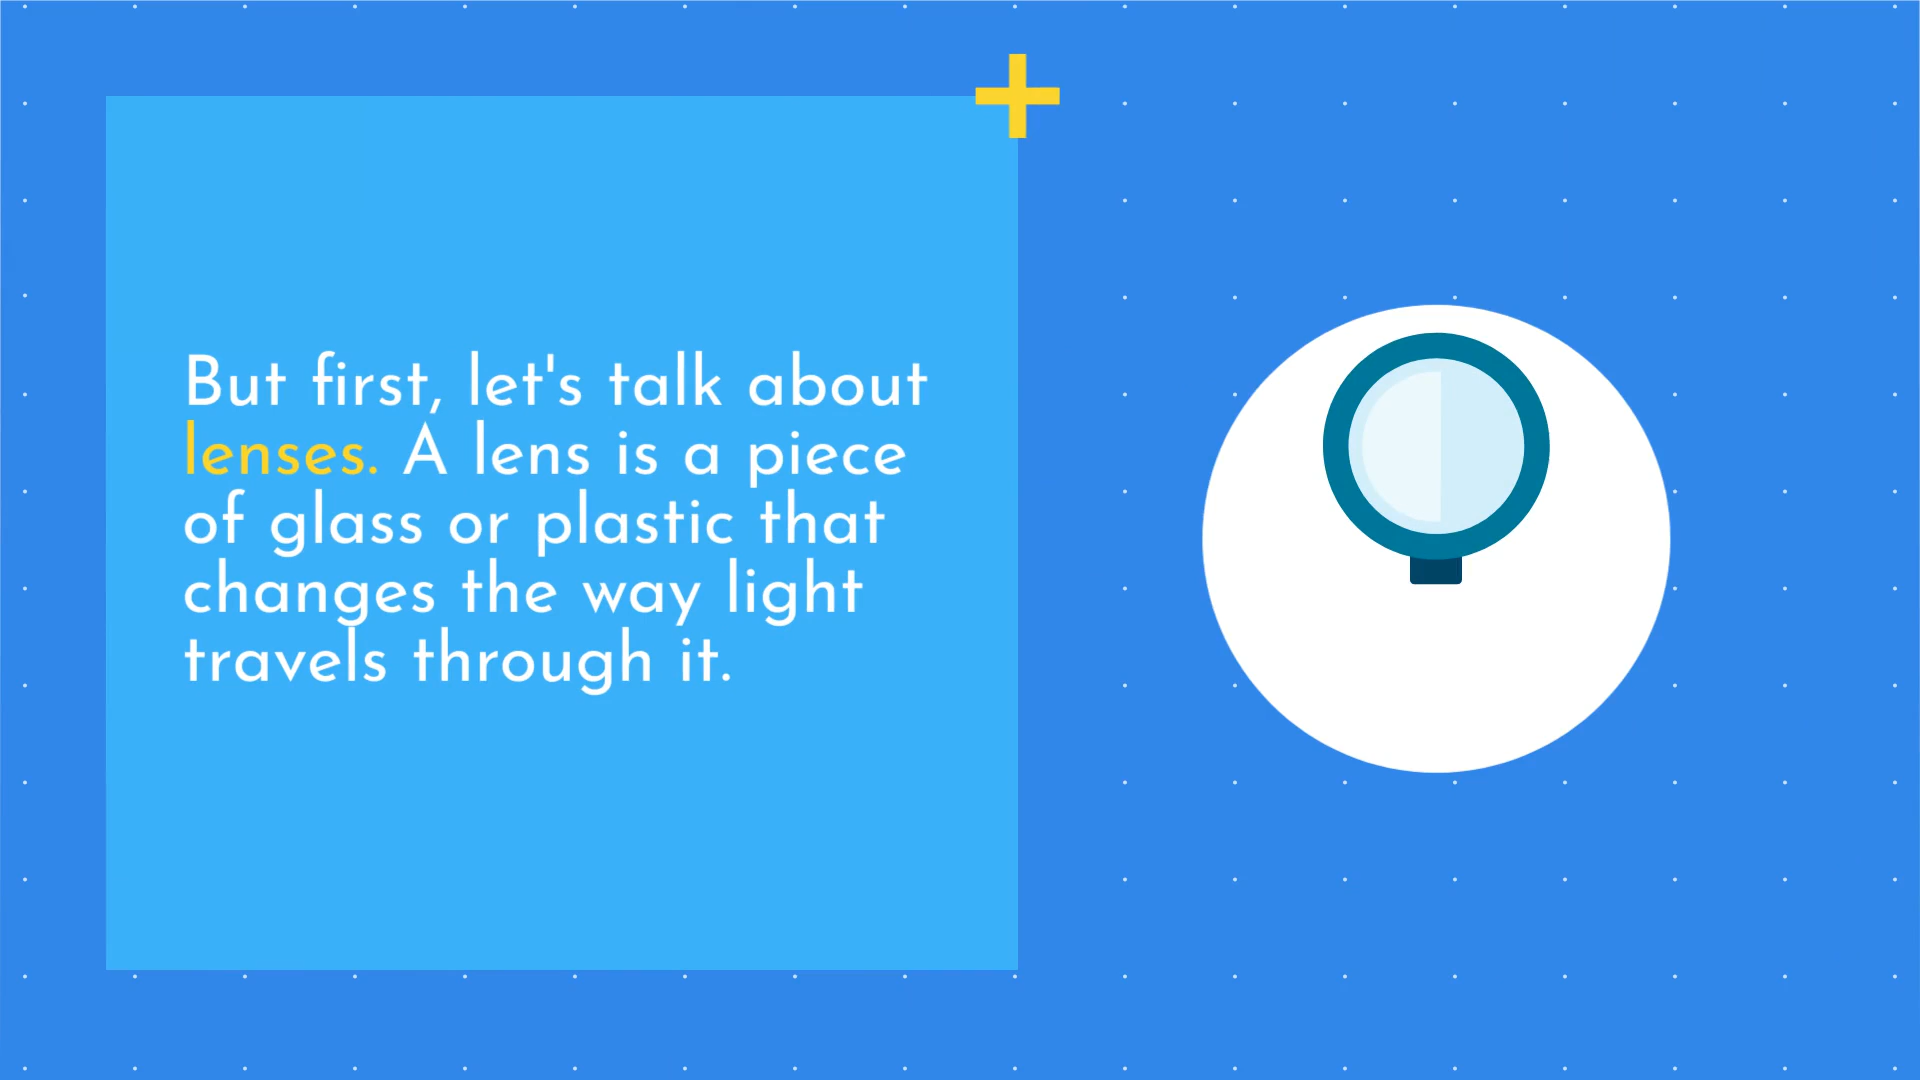 But first, let's talk about
lenses. A lens is a piece
of glass or plastic that
changes the way light
travels through it.